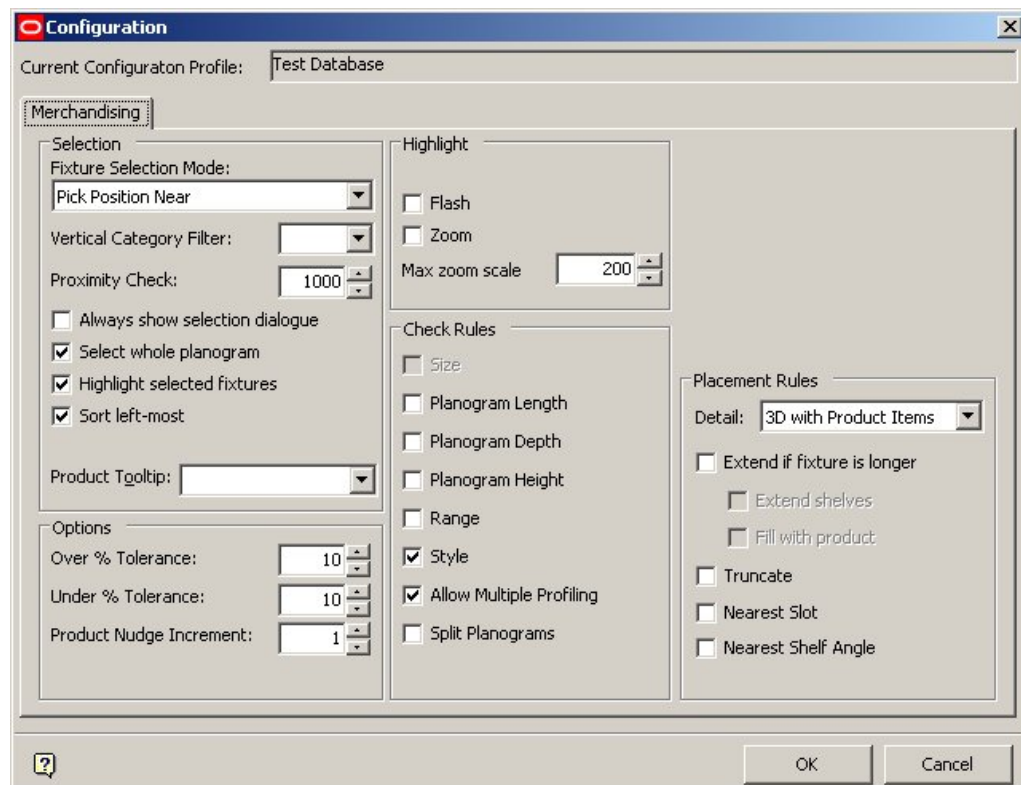 Configuration
Current Configuraton Profile: Test Database
Merchandising
Selection
Fixture Selection Mode:
Pick Position Near
Vertical Category Filter:
Proximity Check: 1000
Always show selection dialogue
Select whole planogram
Highlight selected fixtures
Sort left-most
Product Tooltip:
Options
Over % Tolerance: 10
Under % Tolerance: 10
Product Nudge Increment: 1
Highlight
Flash
Zoom
Max zoom scale 200
Check Rules
Size
Planogram Length
Planogram Depth
Planogram Height
Range
Style
Allow Multiple Profiling
Split Planograms
Placement Rules
Detail: 3D with Product Items
Extend if fixture is longer
Extend shelves
Fill with product
Truncate
Nearest Slot
Nearest Shelf Angle
OK Cancel